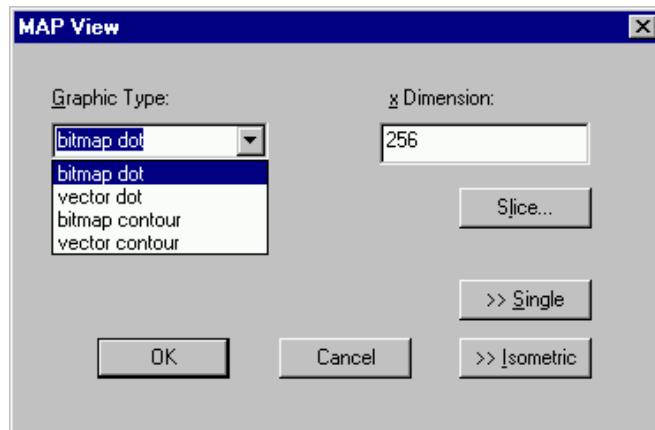 MAP View
Graphic Type:
x Dimension:
bitmap dot
256
bitmap dot
vector dot
bitmap contour
vector contour
Slice...
>> Single
OK
Cancel
>> Isometric